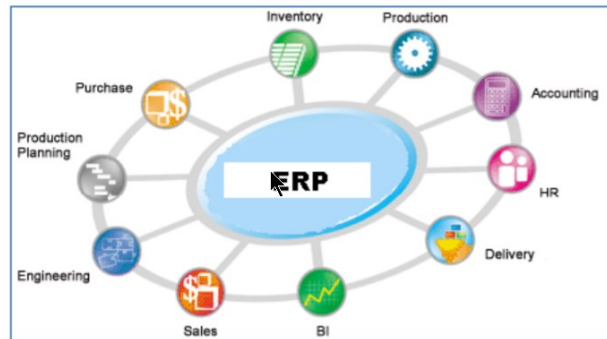 Inventory
Production
Purchase
Accounting
Production
Planning
ERP
HR
Delivery
Engineering
Sales
BI